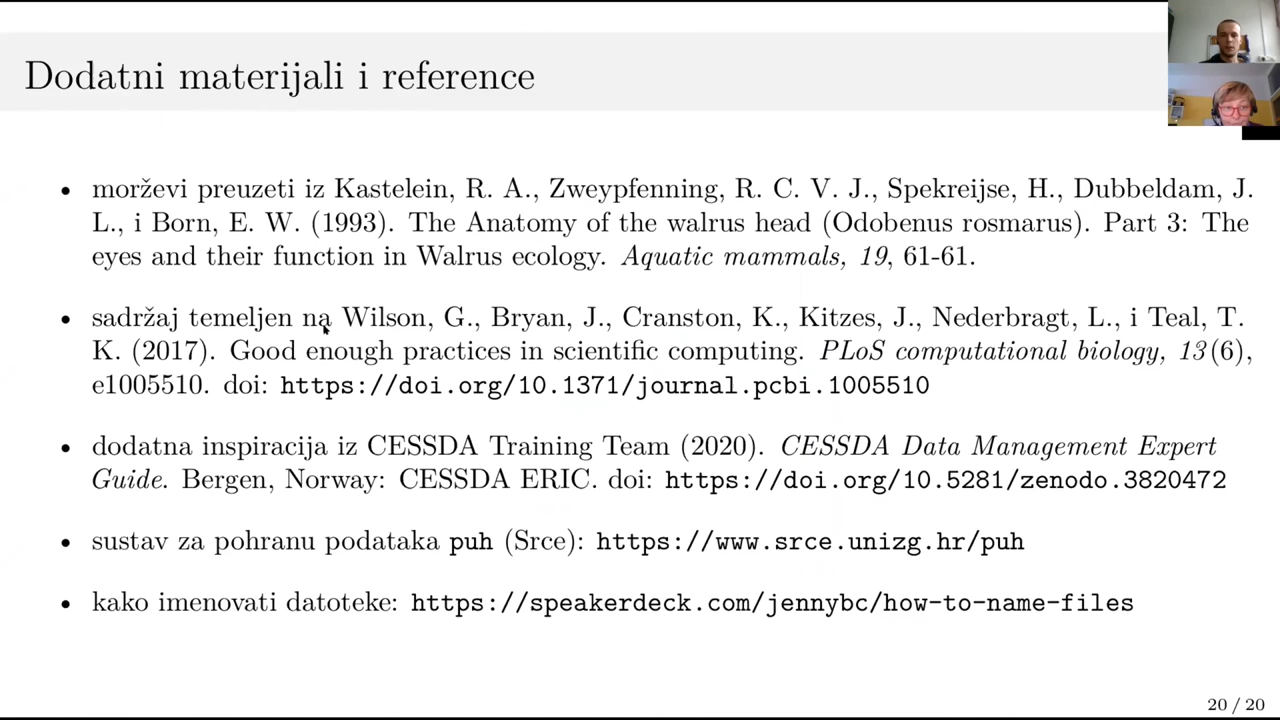 Dodatni materijali i reference
• morževi preuzeti iz Kastelein, R. A., Zweypfenning, R. C. V. J., Spekreijse, H., Dubbeldam, J.
L., i Born, E. W. (1993). The Anatomy of the walrus head (Odobenus rosmarus). Part 3: The
eyes and their function in Walrus ecology. Aquatic mammals, 19, 61-61.
• sadržaj temeljen na Wilson, G., Bryan, J., Cranston, K., Kitzes, J., Nederbragt, L., i Teal, T.
K. (2017). Good enough practices in scientific computing. PLoS computational biology, 13(6),
e1005510. doi: https://doi.org/10.1371/journal.pcbi.1005510
• dodatna inspiracija iz CESSDA Training Team (2020). CESSDA Data Management Expert
Guide. Bergen, Norway: CESSDA ERIC. doi: https://doi.org/10.5281/zenodo.3820472
• sustav za pohranu podataka puh (Srce): https://www.srce.unizg.hr/puh
• kako imenovati datoteke: https://speakerdeck.com/jennybc/how-to-name-files
20 / 20